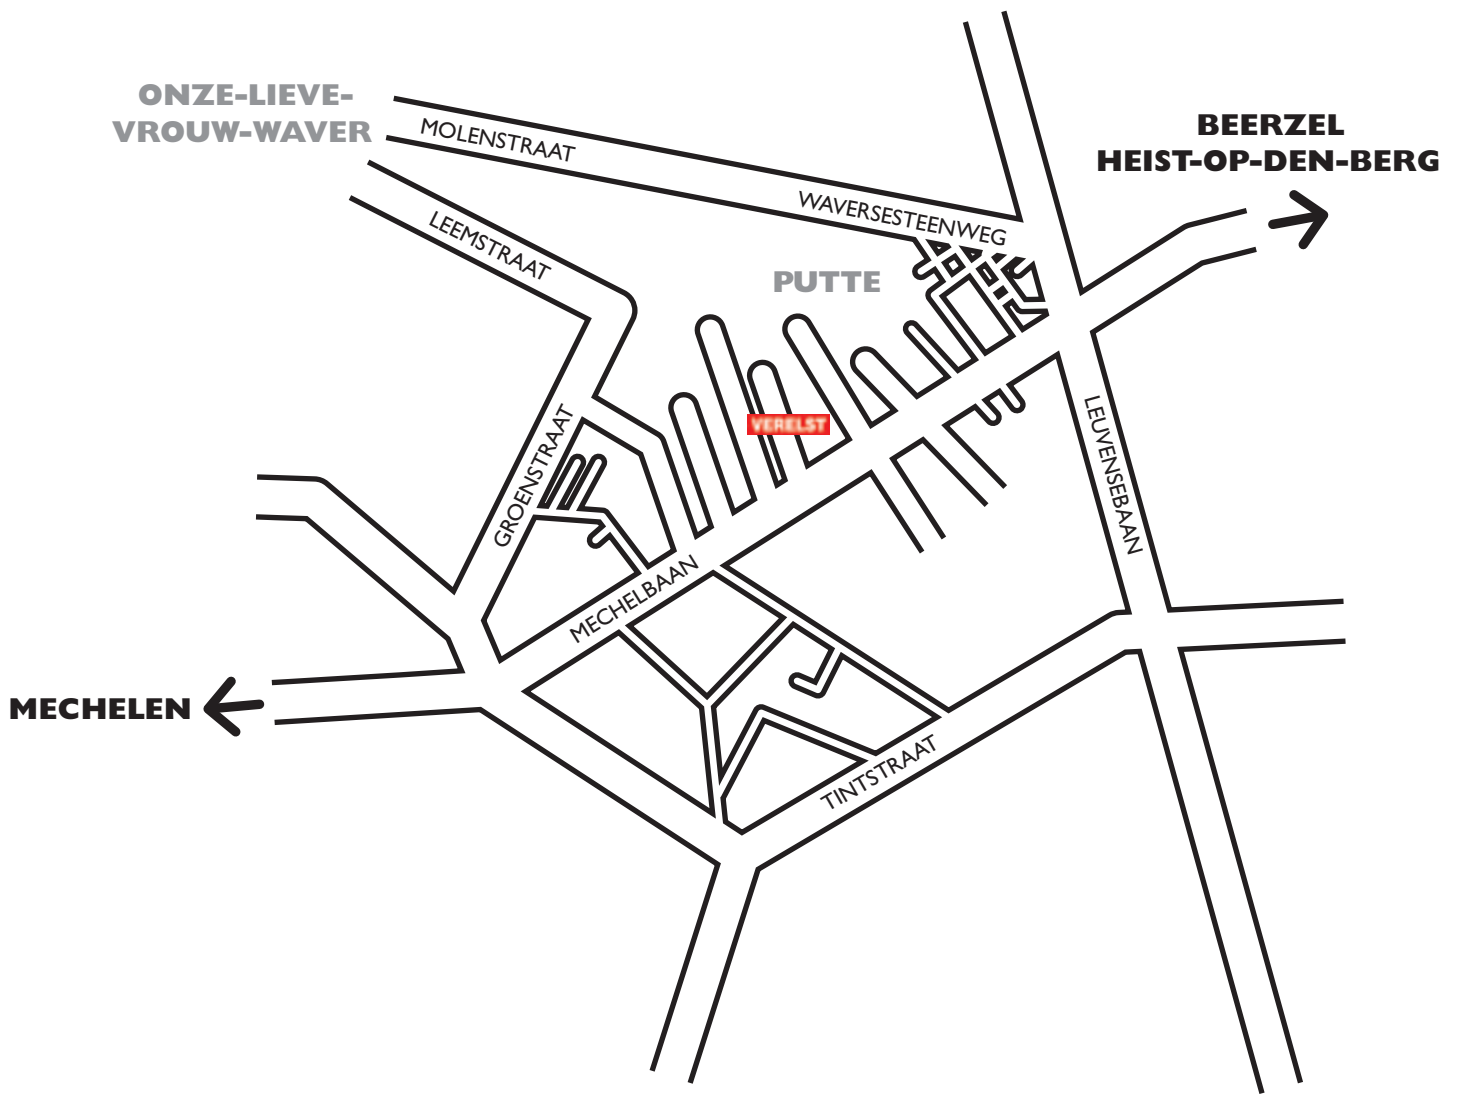 ONZE-LIEVE-
VROUW-WAVER
MOLENSTRAAT
BEERZEL
HEIST-OP-DEN-BERG
WAVERSESTEENWEG
LEEMSTRAAT
PUTTE
VERELST
GROENSTRAAT
LEUVENSEBAAN
MECHELBAAN
MECHELEN
TINTSTRAAT